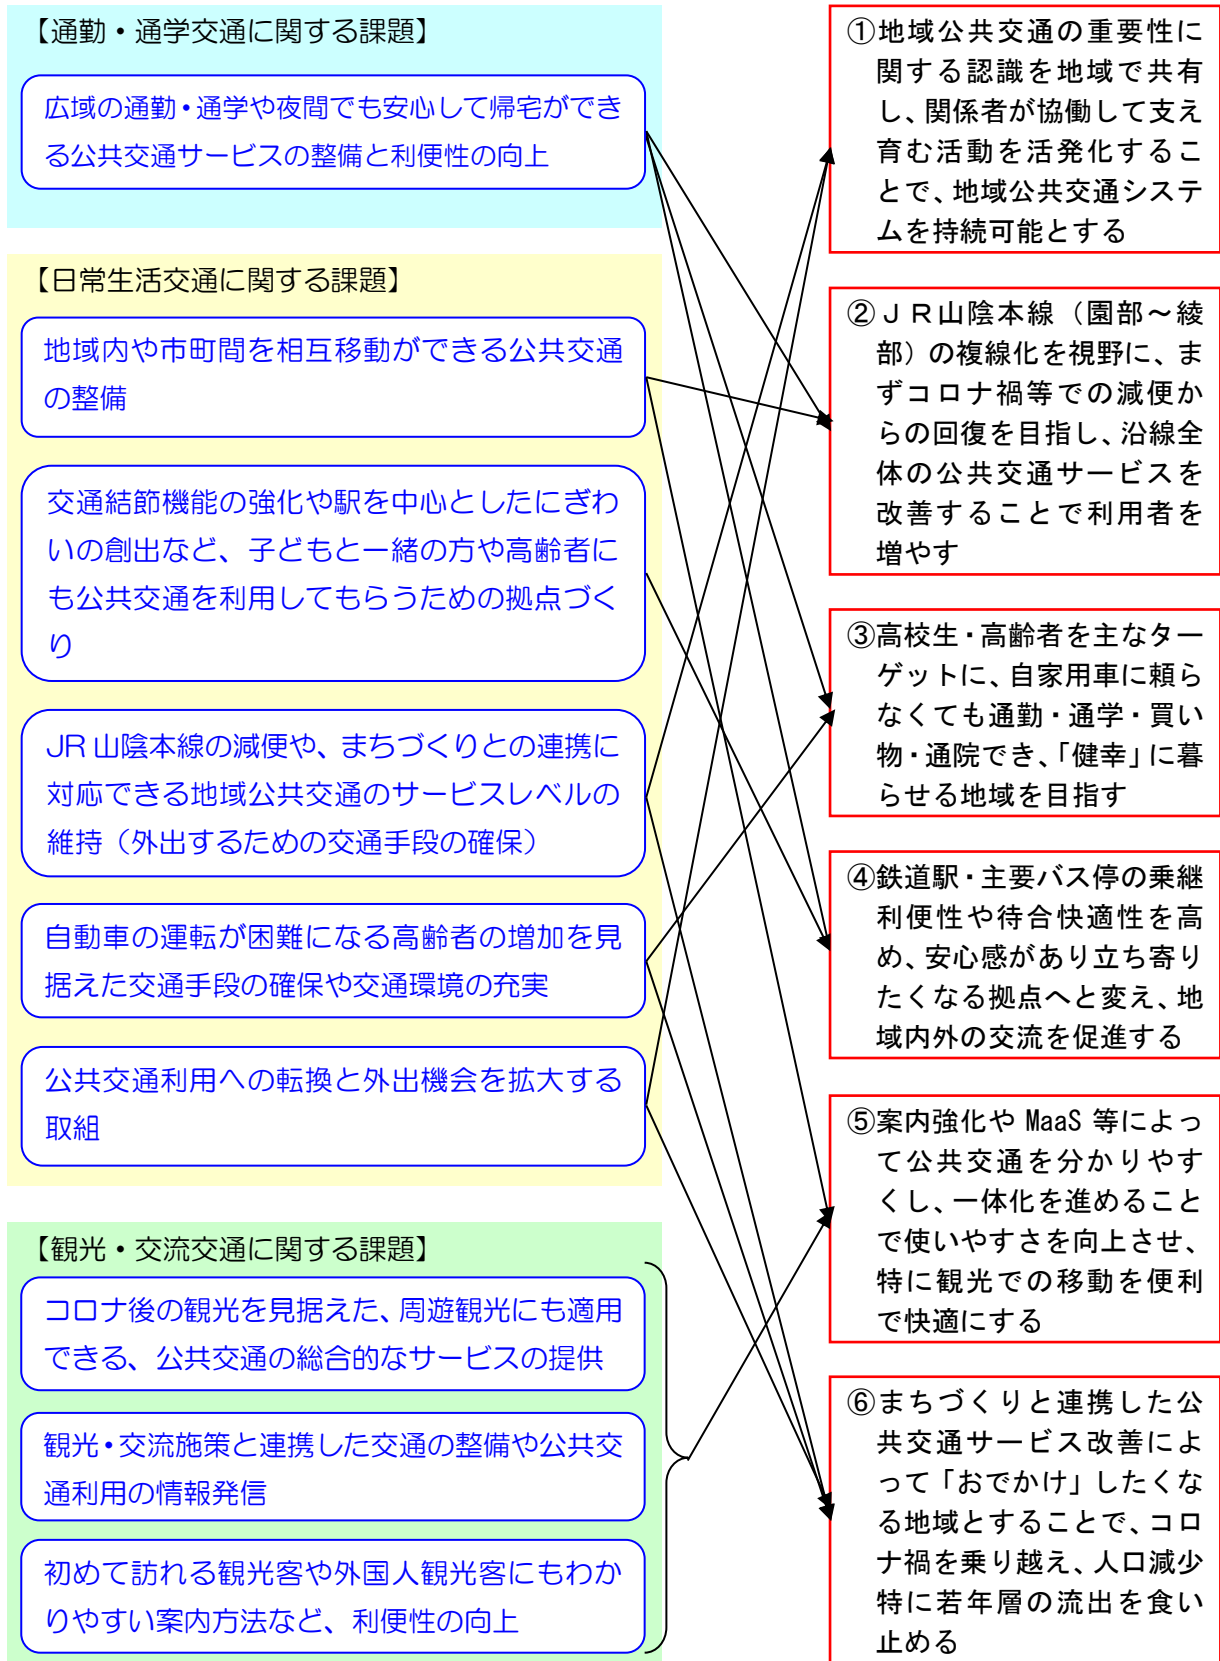 【通勤・通学交通に関する課題】
広域の通勤・通学や夜間でも安心して帰宅ができ
る公共交通サービスの整備と利便性の向上
【日常生活交通に関する課題】
地域内や市町間を相互移動ができる公共交通
の整備
交通結節機能の強化や駅を中心としたにぎわ
いの創出など、子どもと一緒の方や高齢者に
も公共交通を利用してもらうための拠点づく
り
JR 山陰本線の減便や、まちづくりとの連携に
対応できる地域公共交通のサービスレベルの
維持（外出するための交通手段の確保）
自動車の運転が困難になる高齢者の増加を見
据えた交通手段の確保や交通環境の充実
公共交通利用への転換と外出機会を拡大する
取組
【観光・交流交通に関する課題】
コロナ後の観光を見据えた、周遊観光にも適用
できる、公共交通の総合的なサービスの提供
観光・交流施策と連携した交通の整備や公共交
通利用の情報発信
初めて訪れる観光客や外国人観光客にもわか
りやすい案内方法など、利便性の向上
①地域公共交通の重要性に
関する認識を地域で共有
し、関係者が協働して支え
育む活動を活発化するこ
とで、地域公共交通システ
ムを持続可能とする
②ＪＲ山陰本線（園部～綾
部）の複線化を視野に、ま
ずコロナ禍等での減便か
らの回復を目指し、沿線全
体の公共交通サービスを
改善することで利用者を
増やす
③高校生・高齢者を主なター
ゲットに、自家用車に頼ら
なくても通勤・通学・買い
物・通院でき、「健幸」に暮
らせる地域を目指す
④鉄道駅・主要バス停の乗継
利便性や待合快適性を高
め、安心感があり立ち寄り
たくなる拠点へと変え、地
域内外の交流を促進する
⑤案内強化や MaaS 等によっ
て公共交通を分かりやす
くし、一体化を進めること
で使いやすさを向上させ、
特に観光での移動を便利
で快適にする
⑥まちづくりと連携した公
共交通サービス改善によ
って「おでかけ」したくな
る地域とすることで、コロ
ナ禍を乗り越え、人口減少
特に若年層の流出を食い
止める